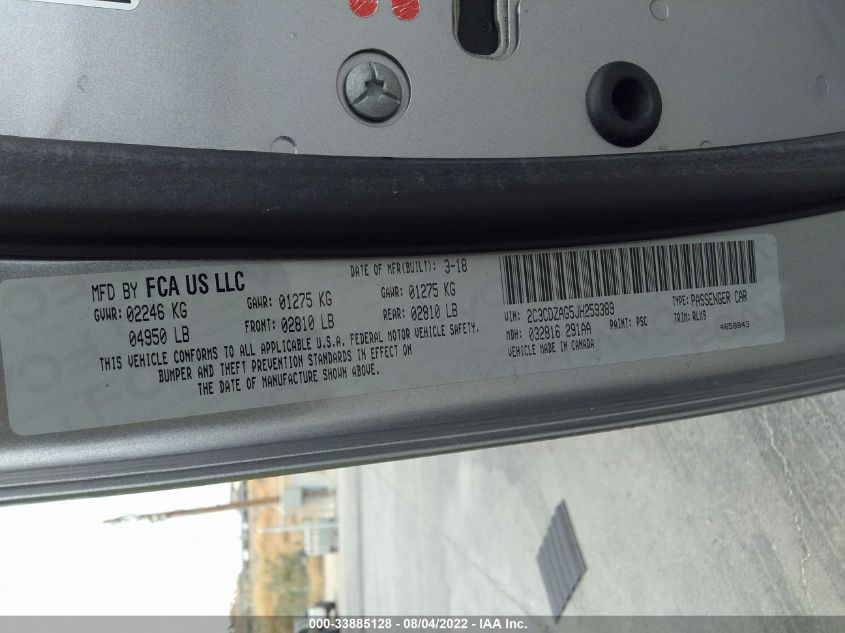 MFD BY FCA US LLC
DATE OF MFR(BUILT): 3-18
GVWR: 02246 KG
GAWR: 01275 KG
GAWR: 01275 KG
04950 LB
FRONT: 02810 LB
REAR: 02810 LB
THIS VEHICLE CONFORMS TO ALL APPLICABLE U.S.A. FEDERAL MOTOR VEHICLE SAFETY,
BUMPER AND THEFT PREVENTION STANDARDS IN EFFECT ON
THE DATE OF MANUFACTURE SHOWN ABOVE.
VIN: 2C3CDZAG5JH259389
TYPE: PASSENGER CAR
MDH: 032816 291AA
PAINT: PSC
TRIM: RLX9
VEHICLE MADE IN CANADA
4658843
000-33885128 - 08/04/2022 - IAA Inc.